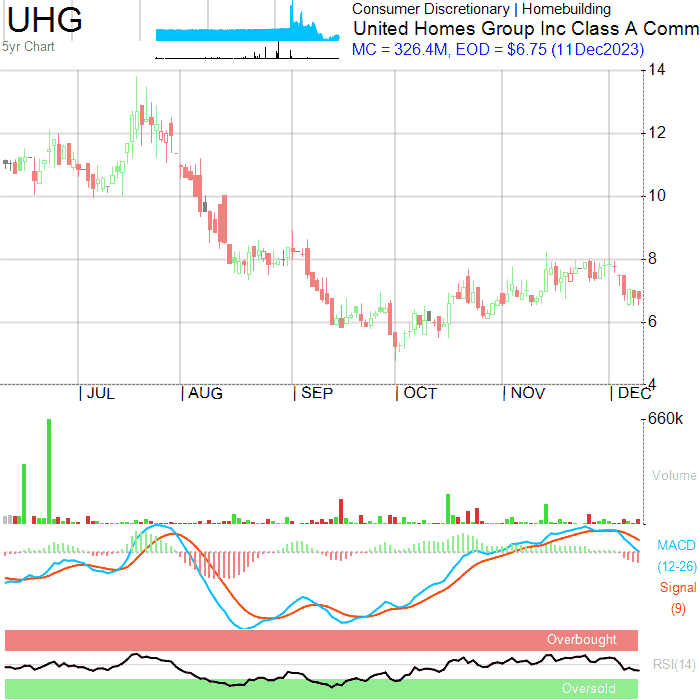 UHG
5yr Chart
Consumer Discretionary | Homebuilding
United Homes Group Inc Class A Comm
MC = 326.4M, EOD = $6.75 (11Dec2023)
14
12
10
8
6
4
| JUL | AUG | SEP | OCT | NOV | DEC
660k
Volume
MACD
(12-26)
Signal
(9)
Overbought
RSI(14)
Oversold